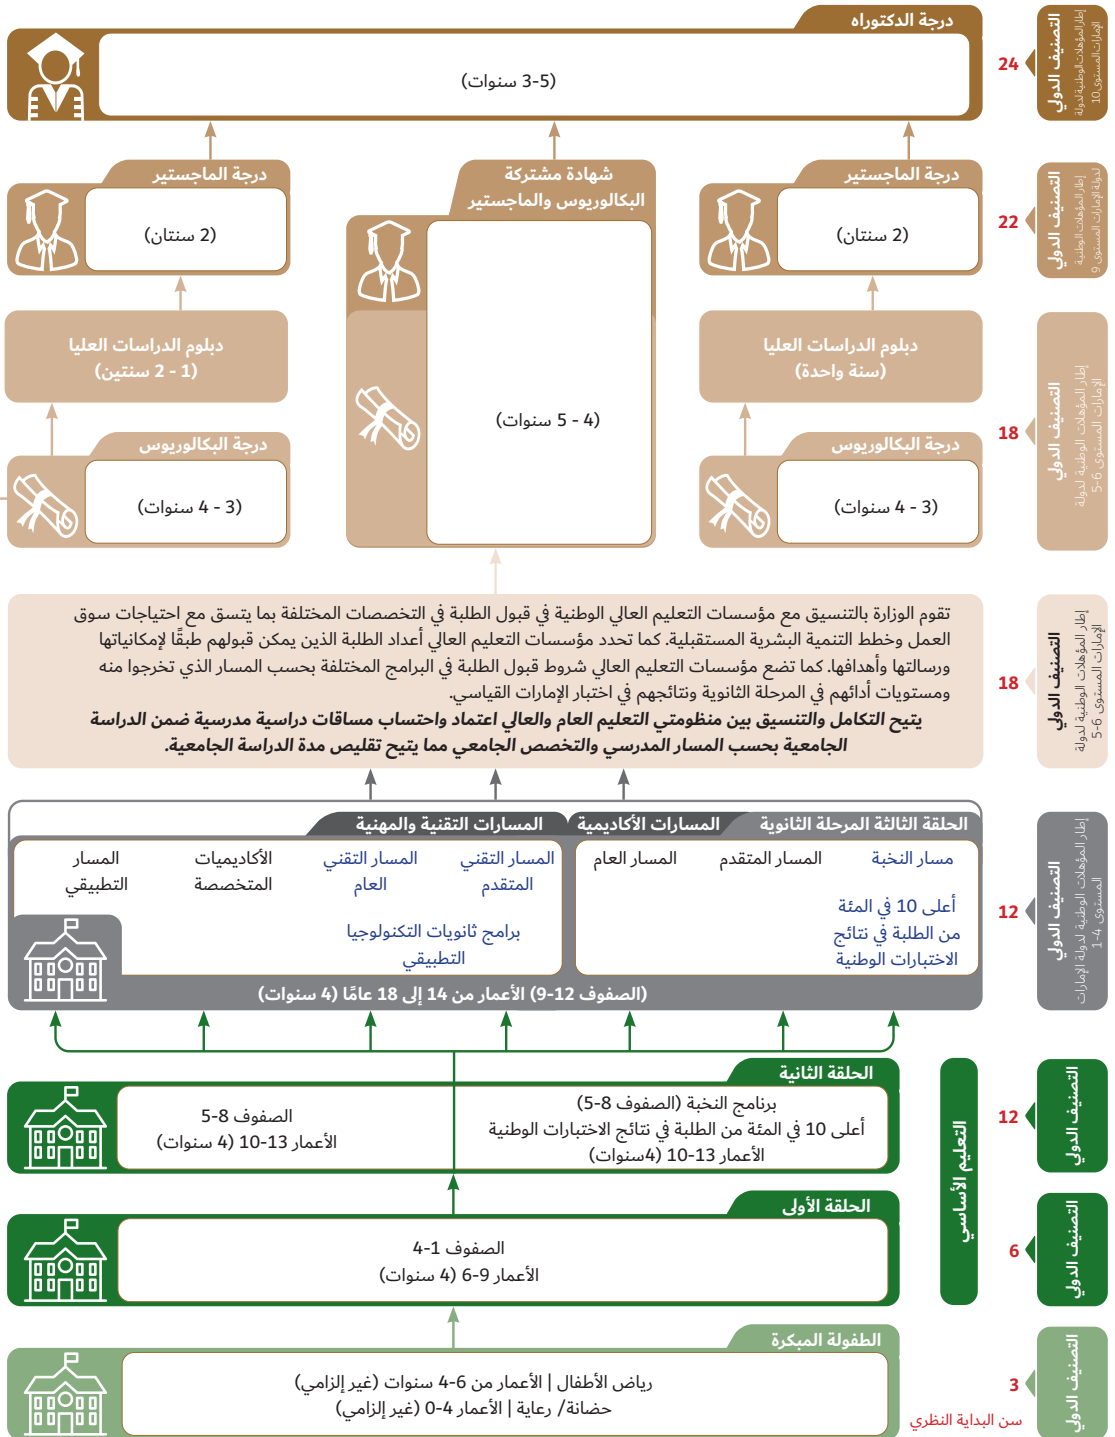 درجة الدكتوراه
(3-5 سنوات)
24
التصنيف الدولي
إطار المؤهلات الوطنية لدولة
الإمارات المستوى 10
درجة الماجستير
(2 سنتان)
شهادة مشتركة
البكالوريوس والماجستير
(4 - 5 سنوات)
درجة الماجستير
(2 سنتان)
22
التصنيف الدولي
إطار المؤهلات الوطنية
لدولة الإمارات المستوى 9
دبلوم الدراسات العليا
(سنة واحدة)
دبلوم الدراسات العليا
(1 - 2 سنتين)
درجة البكالوريوس
(3 - 4 سنوات)
درجة البكالوريوس
(3 - 4 سنوات)
18
التصنيف الدولي
إطار المؤهلات الوطنية لدولة
الإمارات المستوى 6-5
تقوم الوزارة بالتنسيق مع مؤسسات التعليم العالي الوطنية في قبول الطلبة في التخصصات المختلفة بما يتسق مع احتياجات سوق
العمل وخطط التنمية البشرية المستقبلية. كما تحدد مؤسسات التعليم العالي أعداد الطلبة الذين يمكن قبولهم طبقًا لإمكانياتها
ورسالتها وأهدافها. كما تضع مؤسسات التعليم العالي شروط قبول الطلبة في البرامج المختلفة بحسب المسار الذي تخرجوا منه
ومستويات أدائهم في المرحلة الثانوية ونتائجهم في اختبار الإمارات القياسي.
يتيح التكامل والتنسيق بين منظومتي التعليم العام والعالي اعتماد واحتساب مساقات دراسية مدرسية ضمن الدراسة
الجامعية بحسب المسار المدرسي والتخصص الجامعي مما يتيح تقليص مدة الدراسة الجامعية.
18
التصنيف الدولي
إطار المؤهلات الوطنية لدولة
الإمارات المستوى 6-5
الحلقة الثالثة المرحلة الثانوية
المسارات الأكاديمية
المسارات التقنية والمهنية
مسار النخبة
أعلى 10 في المئة
من الطلبة في نتائج
الاختبارات الوطنية
المسار المتقدم
المسار العام
المسار التقني
المتقدم
المسار التقني
العام
برامج ثانويات التكنولوجيا
التطبيقي
الأكاديميات
المتخصصة
المسار
التطبيقي
(الصفوف 12-9) الأعمار من 14 إلى 18 عامًا (4 سنوات)
12
التصنيف الدولي
إطار المؤهلات الوطنية لدولة الإمارات
المستوى 4-1
التعليم الأساسي
الحلقة الثانية
برنامج النخبة (الصفوف 8-5)
أعلى 10 في المئة من الطلبة في نتائج الاختبارات الوطنية
الأعمار 13-10 (4سنوات)
الصفوف 8-5
الأعمار 13-10 (4 سنوات)
12
التصنيف الدولي
الحلقة الأولى
الصفوف 1-4
الأعمار 9-6 (4 سنوات)
6
التصنيف الدولي
الطفولة المبكرة
رياض الأطفال | الأعمار من 6-4 سنوات (غير إلزامي)
حضانة/ رعاية | الأعمار 4-0 (غير إلزامي)
3
سن البداية النظري
التصنيف الدولي